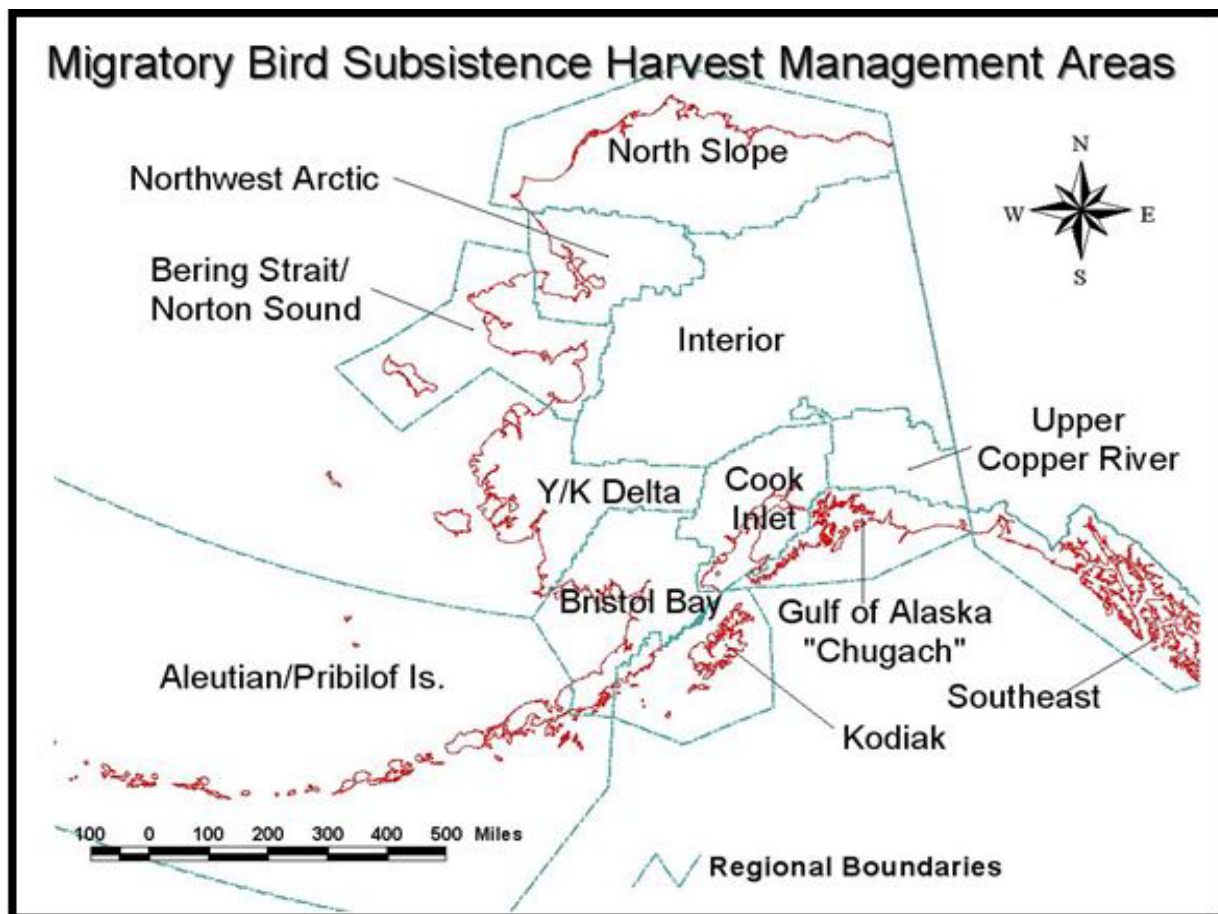 Migratory Bird Subsistence Harvest Management Areas
North Slope
Northwest Arctic
N
W
E
S
Bering Strait/
Norton Sound
Interior
Upper
Copper River
Cook
Inlet
Y/K Delta
Bristol Bay
Gulf of Alaska
"Chugach"
Aleutian/Pribilof Is.
Southeast
Kodiak
100 0 100 200 300 400 500 Miles
Regional Boundaries